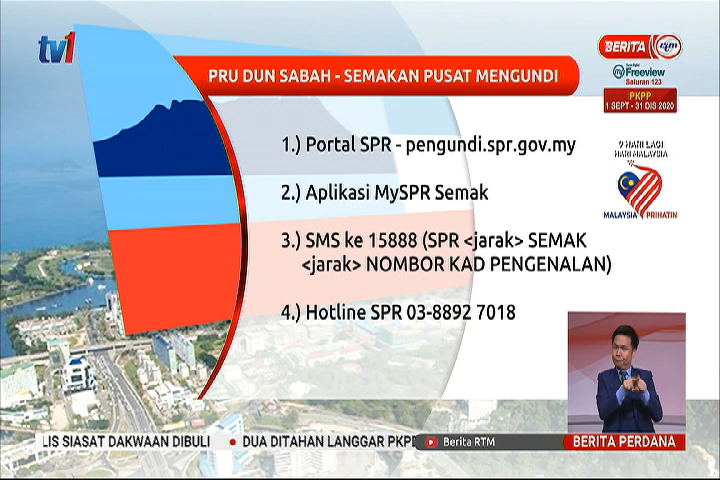 tv1
PRU DUN SABAH - SEMAKAN PUSAT MENGUNDI
BERITA rtm
Freeview
Saluran 123
PKPP
1 SEPT - 31 DIS 2020
1.) Portal SPR - pengundi.spr.gov.my
7 HARI LAGI
HARI MALAYSIA
2.) Aplikasi MySPR Semak
MALAYSIA PRIHATIN
3.) SMS ke 15888 (SPR <jarak> SEMAK
<jarak> NOMBOR KAD PENGENALAN)
4.) Hotline SPR 03-8892 7018
LIS SIASAT DAKWAAN DIBULI • DUA DITAHAN LANGGAR PKPP
Berita RTM
BERITA PERDANA